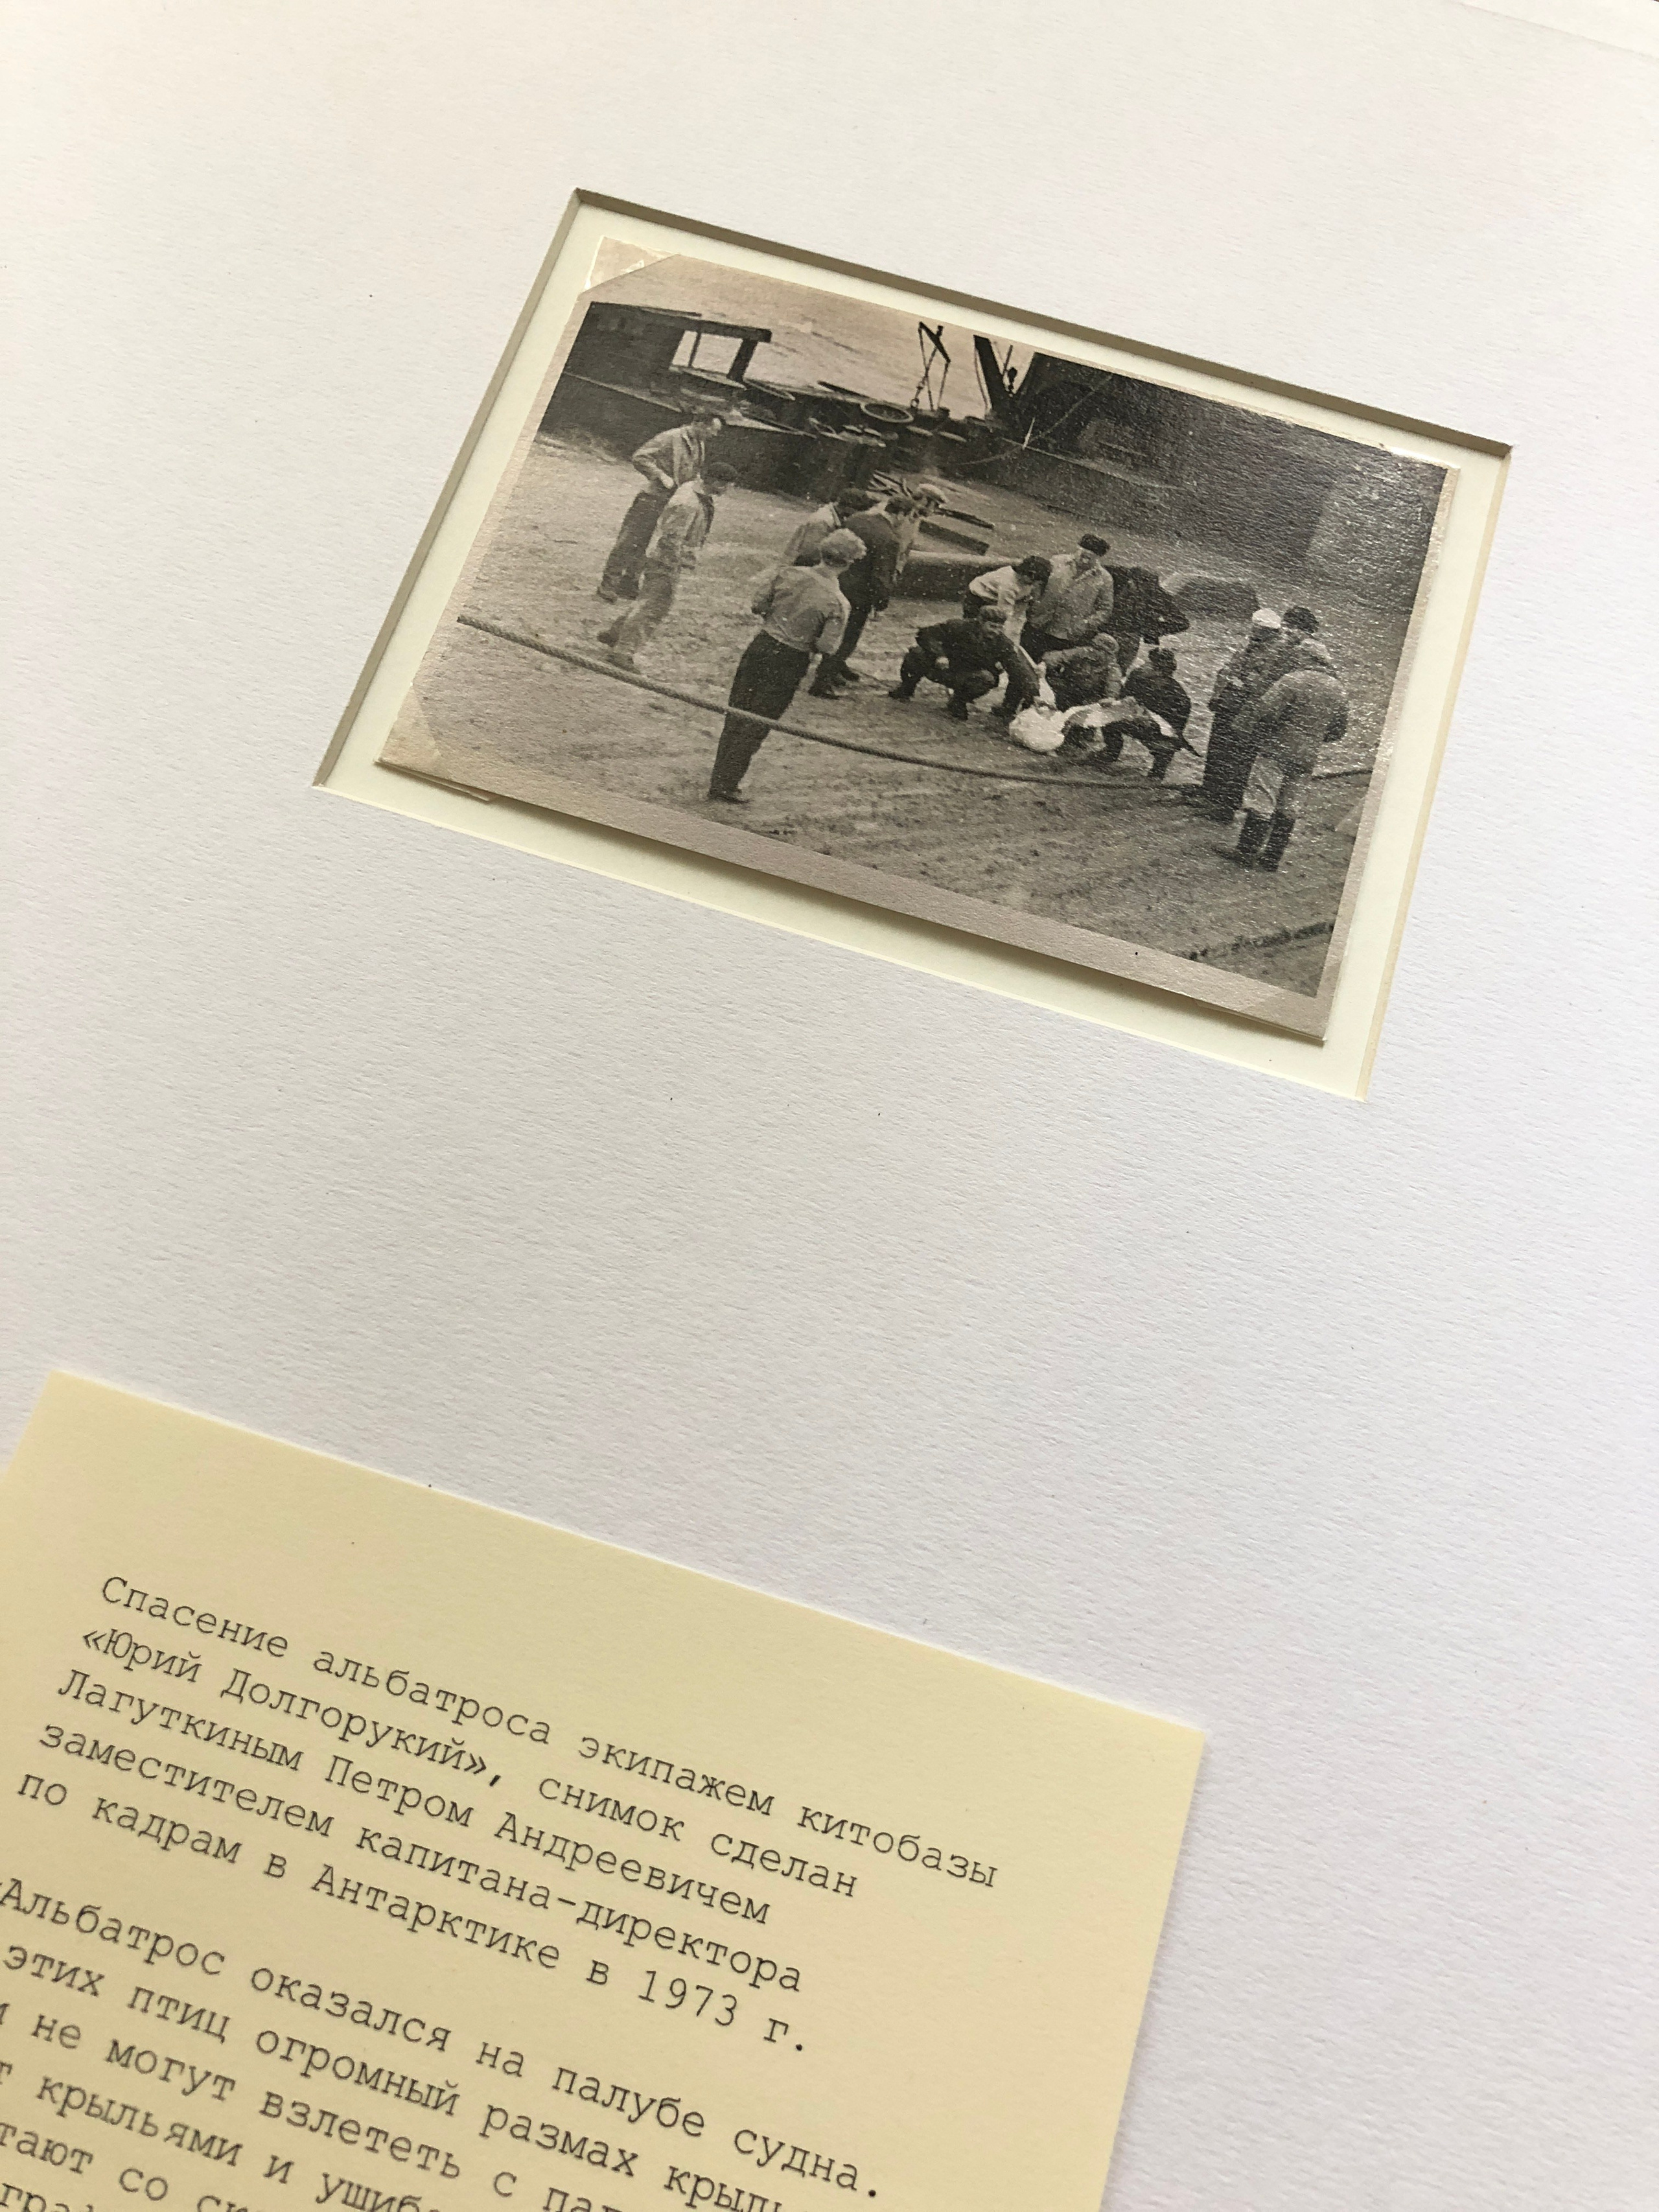 Спасение альбатроса экипажем китобазы
«Юрий Долгорукий», снимок сделан
Лагуткиным Петром Андреевичем
заместителем капитана-директора
по кадрам в Антарктике в 1973 г.
«Альбатрос оказался на палубе судна.
этих птиц огромный размах
не могут взлететь с
крыльями и
со